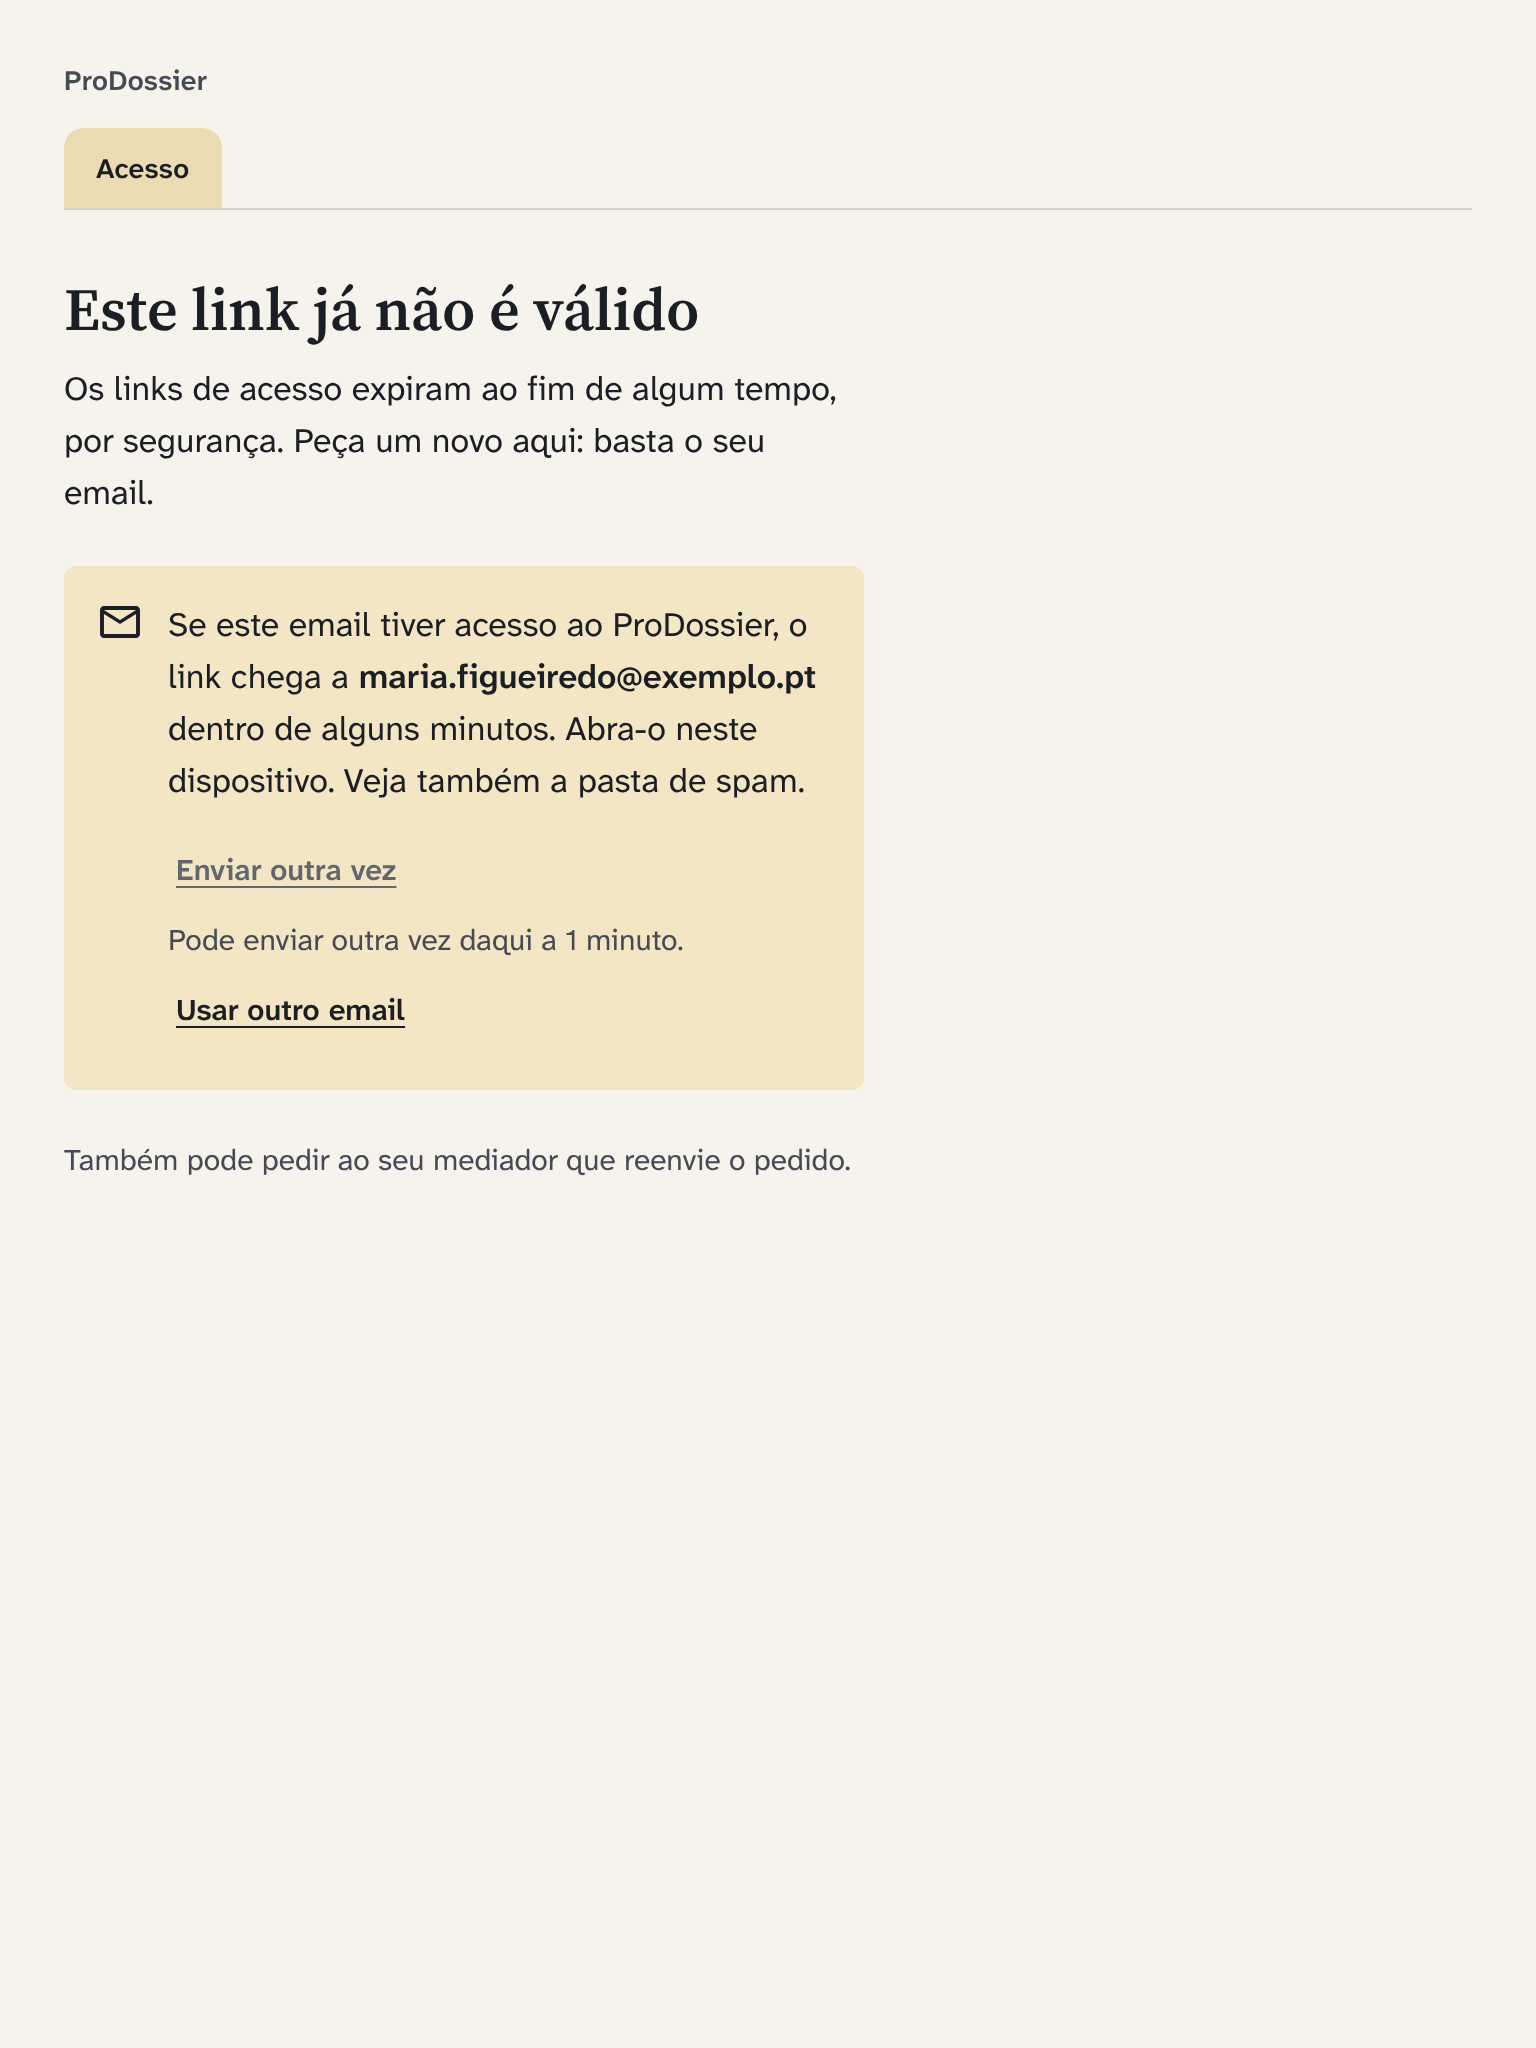 ProDossier
Acesso
Este link já não é válido
Os links de acesso expiram ao fim de algum tempo,
por segurança. Peça um novo aqui: basta o seu
email.
Se este email tiver acesso ao ProDossier, o
link chega a maria.figueiredo@exemplo.pt
dentro de alguns minutos. Abra-o neste
dispositivo. Veja também a pasta de spam.
Enviar outra vez
Pode enviar outra vez daqui a 1 minuto.
Usar outro email
Também pode pedir ao seu mediador que reenvie o pedido.